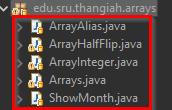 edu.sru.thangiah.arrays
ArrayAlias.java
ArrayHalfFlip.java
ArrayInteger.java
Arrays.java
ShowMonth.java